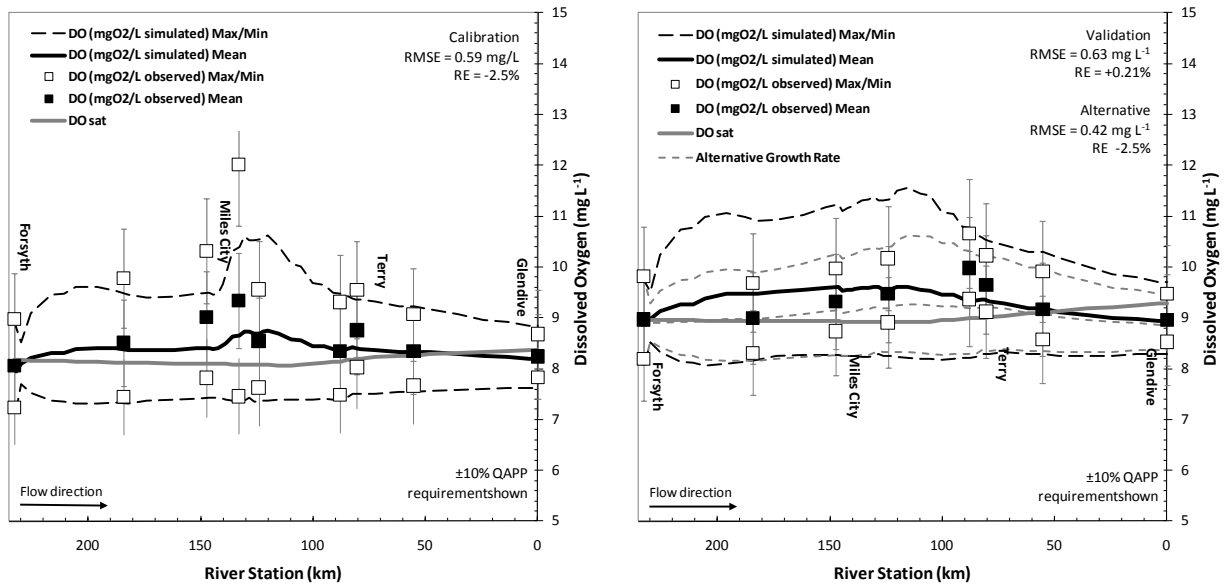 DO (mgO2/L simulated) Max/Min
DO (mgO2/L simulated) Mean
DO (mgO2/L observed) Max/Min
DO (mgO2/L observed) Mean
DO sat
Calibration
RMSE = 0.59 mg/L
RE = -2.5%
Forsyth
Miles City
Terry
Glendive
Flow direction
±10% QAPP
requirementshown
15
14
13
12
11
10
9
8
7
6
5
Dissolved Oxygen (mg L-1)
200
150
100
50
0
River Station (km)
DO (mgO2/L simulated) Max/Min
DO (mgO2/L simulated) Mean
DO (mgO2/L observed) Max/Min
DO (mgO2/L observed) Mean
DO sat
Alternative Growth Rate
Validation
RMSE = 0.63 mg L-1
RE = +0.21%
Alternative
RMSE = 0.42 mg L-1
RE -2.5%
Forsyth
Miles City
Terry
Glendive
Flow direction
±10% QAPP
requirementshown
15
14
13
12
11
10
9
8
7
6
5
Dissolved Oxygen (mg L-1)
200
150
100
50
0
River Station (km)